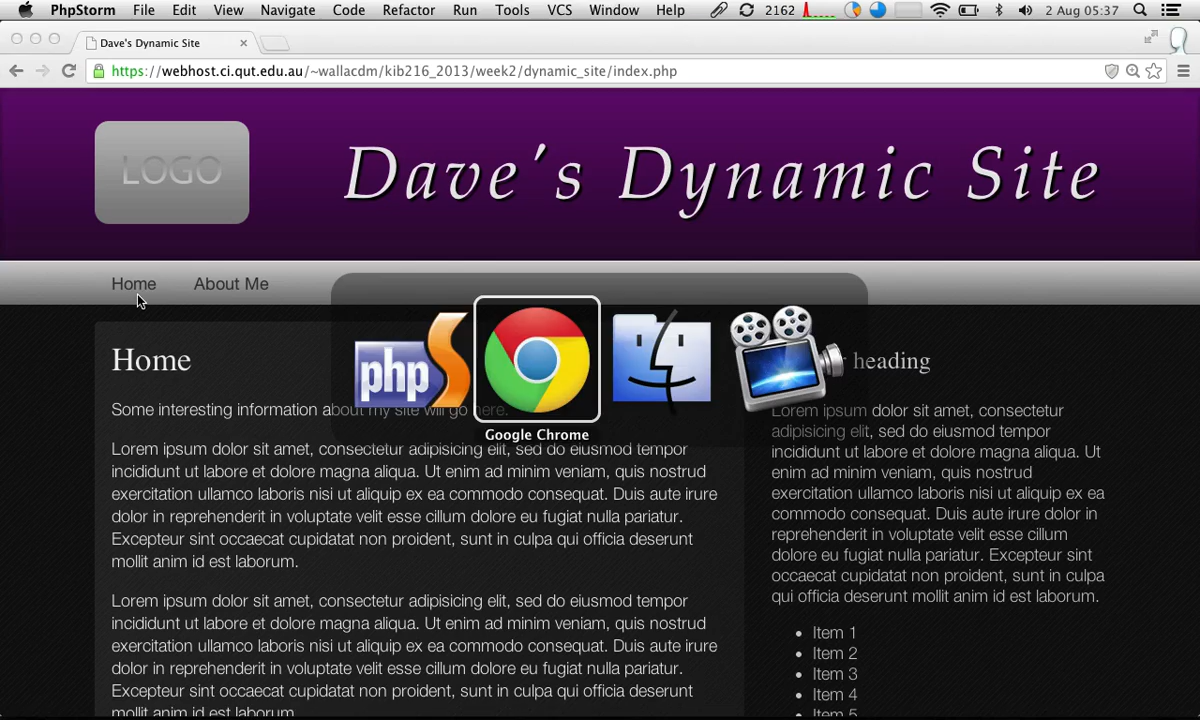 PhpStorm File Edit View Navigate Code Refactor Run Tools VCS Window Help 2162 2 Aug 05:37
Dave's Dynamic Site
https://webhost.ci.qut.edu.au/~wallacdm/kib216_2013/week2/dynamic_site/index.php
LOGO
Dave's Dynamic Site
Home About Me
Home
Some interesting information about my site will go here.
Lorem ipsum dolor sit amet, consectetur adipisicing elit, sed do eiusmod tempor
incididunt ut labore et dolore magna aliqua. Ut enim ad minim veniam, quis nostrud
exercitation ullamco laboris nisi ut aliquip ex ea commodo consequat. Duis aute irure
dolor in reprehenderit in voluptate velit esse cillum dolore eu fugiat nulla pariatur.
Excepteur sint occaecat cupidatat non proident, sunt in culpa qui officia deserunt
mollit anim id est laborum.
Lorem ipsum dolor sit amet, consectetur adipisicing elit, sed do eiusmod tempor
incididunt ut labore et dolore magna aliqua. Ut enim ad minim veniam, quis nostrud
exercitation ullamco laboris nisi ut aliquip ex ea commodo consequat. Duis aute irure
dolor in reprehenderit in voluptate velit esse cillum dolore eu fugiat nulla pariatur.
Excepteur sint occaecat cupidatat non proident, sunt in culpa qui officia deserunt
mollit anim id est laborum.
php S
Google Chrome
heading
Lorem ipsum dolor sit amet, consectetur
adipisicing elit, sed do eiusmod tempor
incididunt ut labore et dolore magna aliqua. Ut
enim ad minim veniam, quis nostrud
exercitation ullamco laboris nisi ut aliquip ex ea
commodo consequat. Duis aute irure dolor in
reprehenderit in voluptate velit esse cillum
dolore eu fugiat nulla pariatur. Excepteur sint
occaecat cupidatat non proident, sunt in culpa
qui officia deserunt mollit anim id est laborum.
Item 1
Item 2
Item 3
Item 4
Item 5